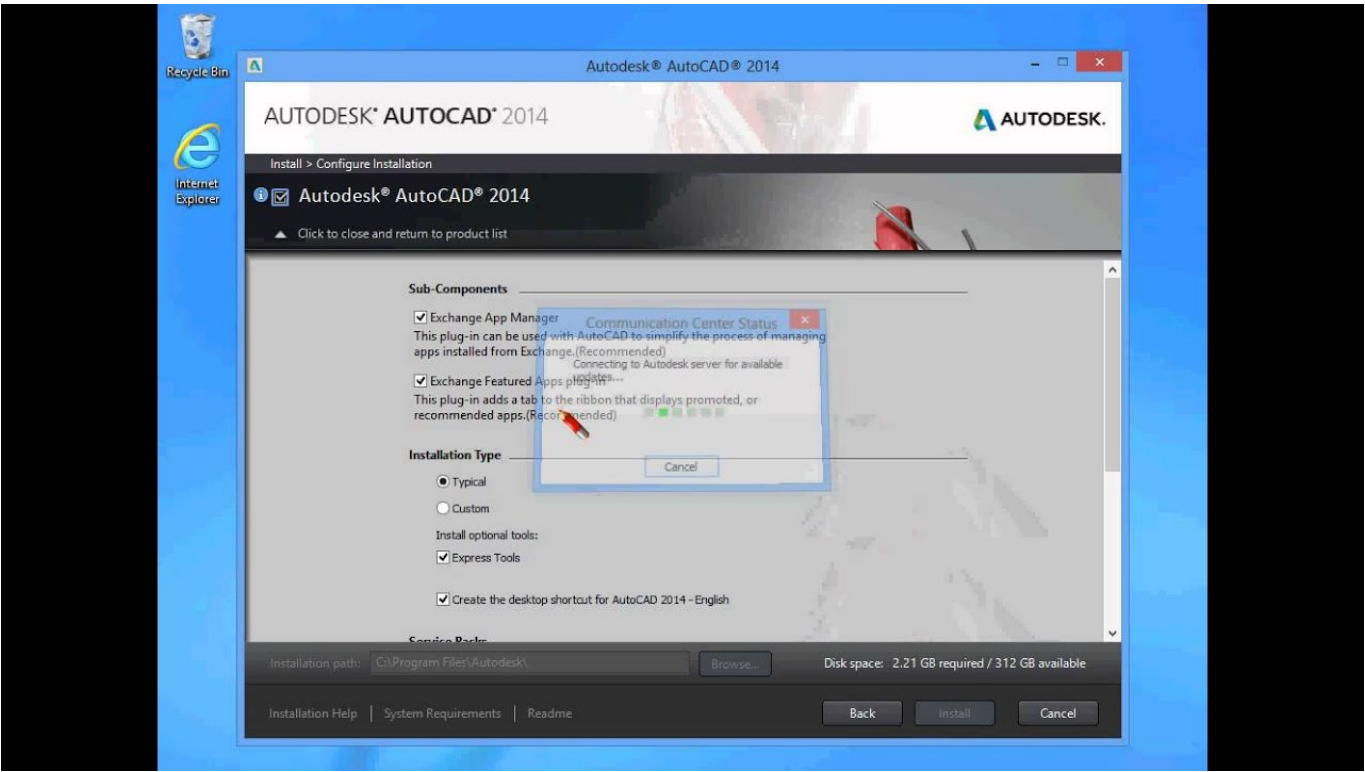 Recycle Bin
Internet
Explorer
Autodesk® AutoCAD® 2014
AUTODESK® AUTOCAD® 2014
AUTODESK.
Install > Configure Installation
Autodesk® AutoCAD® 2014
Click to close and return to product list
Sub-Components
Exchange App Manager
This plug-in can be used with AutoCAD to simplify the process of managing
apps installed from Exchange.(Recommended)
Exchange Featured Apps plug-in
This plug-in adds a tab to the ribbon that displays promoted, or
recommended apps.(Recommended)
Communication Center Status
Connecting to Autodesk server for available
updates...
Cancel
Installation Type
Typical
Custom
Install optional tools:
Express Tools
Create the desktop shortcut for AutoCAD 2014 - English
Service Packs
Installation path: C:\Program Files\Autodesk\ Browse... Disk space: 2.21 GB required / 312 GB available
Installation Help | System Requirements | Readme Back Install Cancel